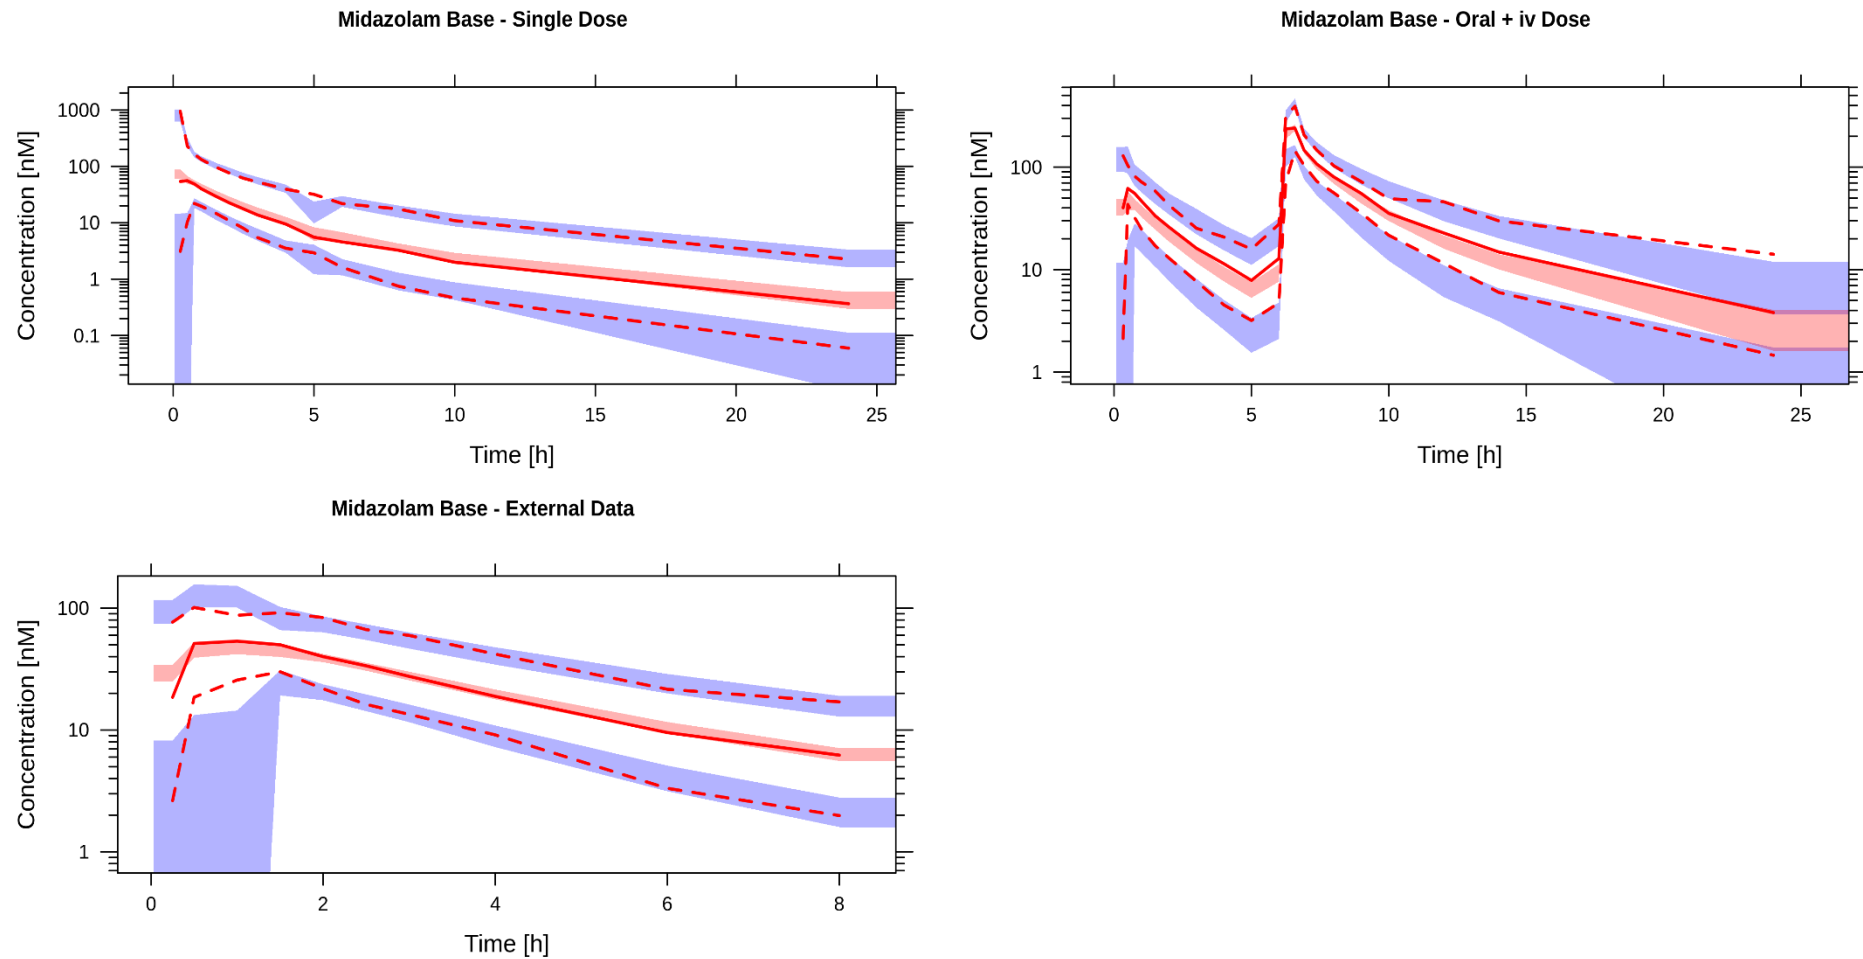 Midazolam Base - Single Dose
Concentration [nM]
1000
100
10
1
0.1
0 5 10 15 20 25
Time [h]
Midazolam Base - Oral + iv Dose
Concentration [nM]
100
10
1
0 5 10 15 20 25
Time [h]
Midazolam Base - External Data
Concentration [nM]
100
10
1
0 2 4 6 8
Time [h]